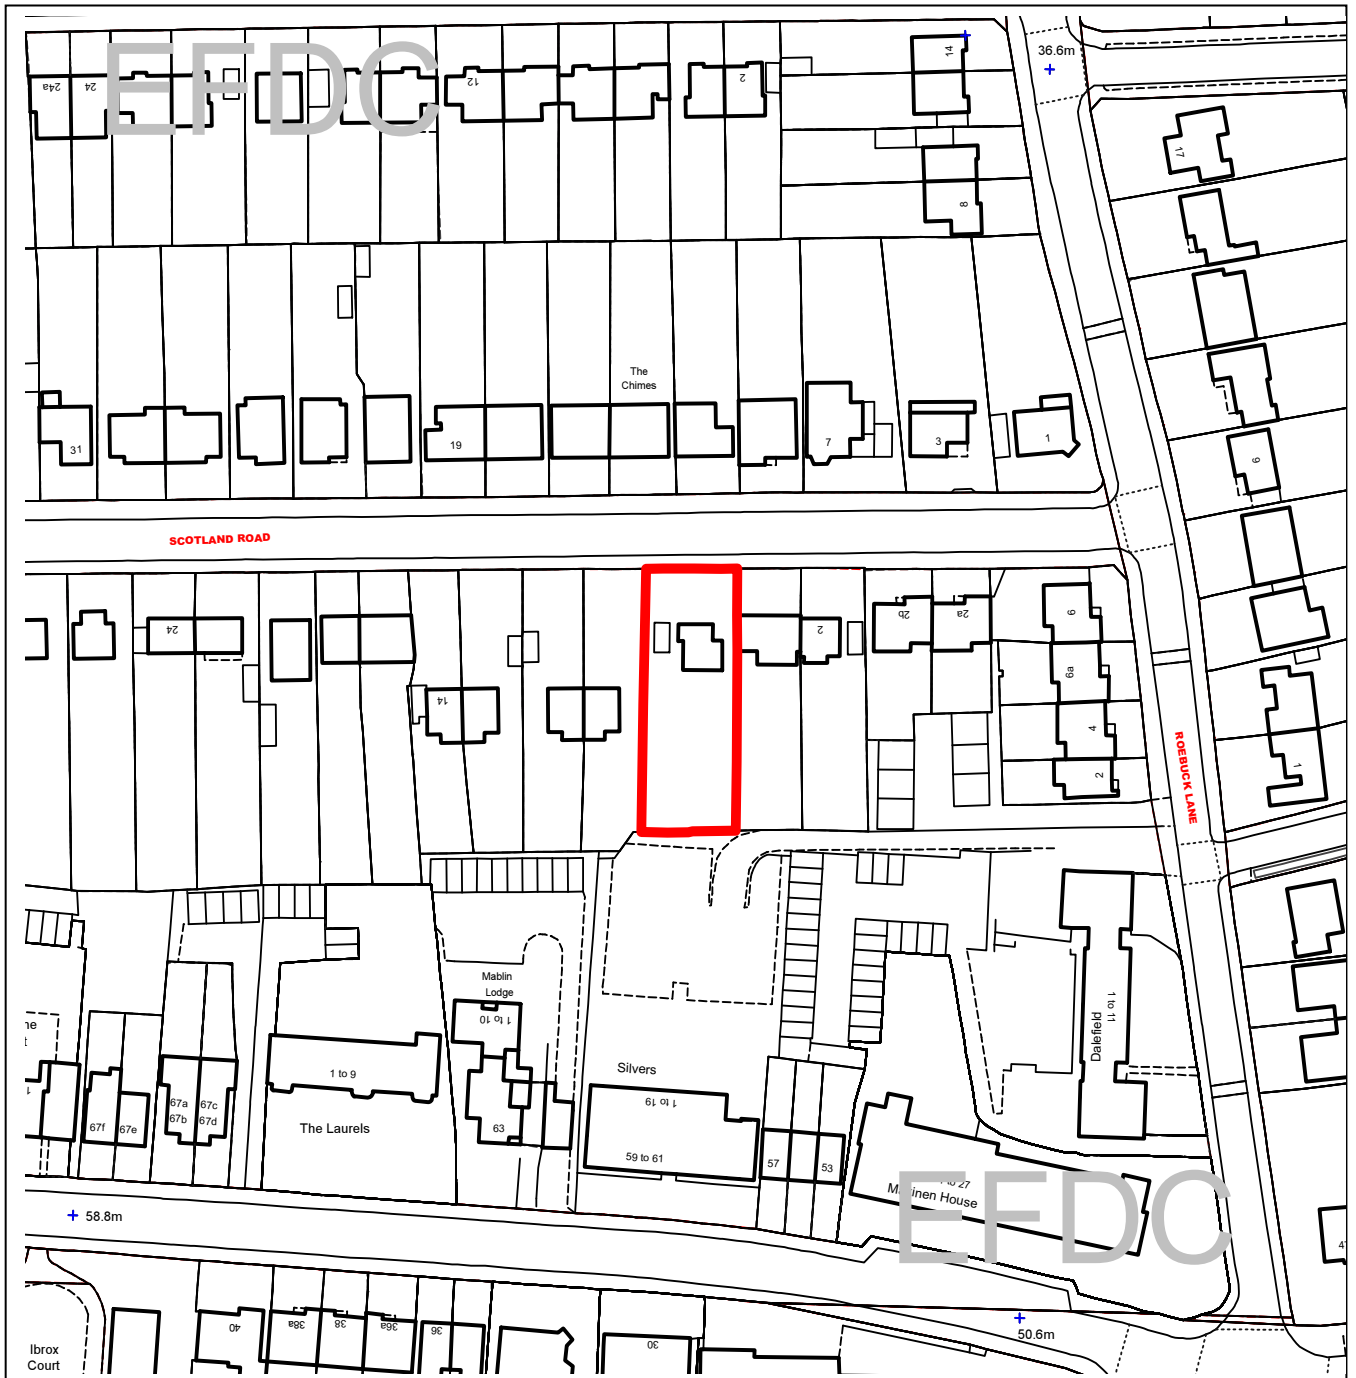 EFDC
36.6m
14
24a
24
12
2
17
8
The
Chimes
31
19
7
3
1
9
SCOTLAND ROAD
24
2
2b
2a
6
6a
14
4
2
1
ROEBUCK LANE
Mablin
Lodge
1 to 10
1 to 11
Dalefield
Silvers
1 to 9
1 to 19
67a
67c
67f
67e
67b
67d
The Laurels
63
59 to 61
57
53
27
House
EFDC
58.8m
50.6m
40
38a
38
36a
36
30
Ibrox
Court